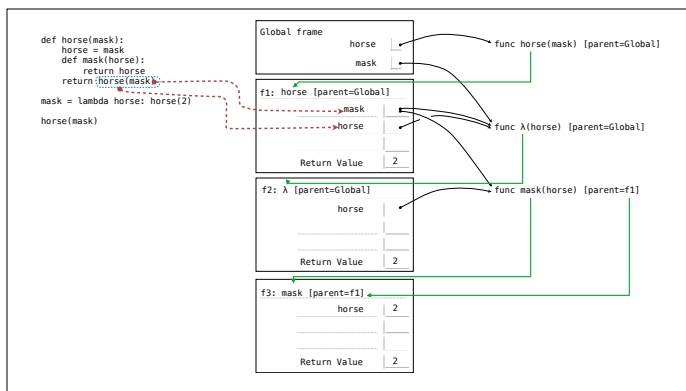 def horse(mask):
horse = mask
def mask(horse):
return horse
return horse(mask
mask = lambda horse: horse(2)
horse(mask)
Global frame
horse
mask
func horse(mask) [parent=Global]
f1: horse [parent=Global]
mask
horse
Return Value 2
func λ(horse) [parent=Global]
f2: λ [parent=Global]
horse
Return Value 2
func mask(horse) [parent=f1]
f3: mask [parent=f1]
horse 2
Return Value 2